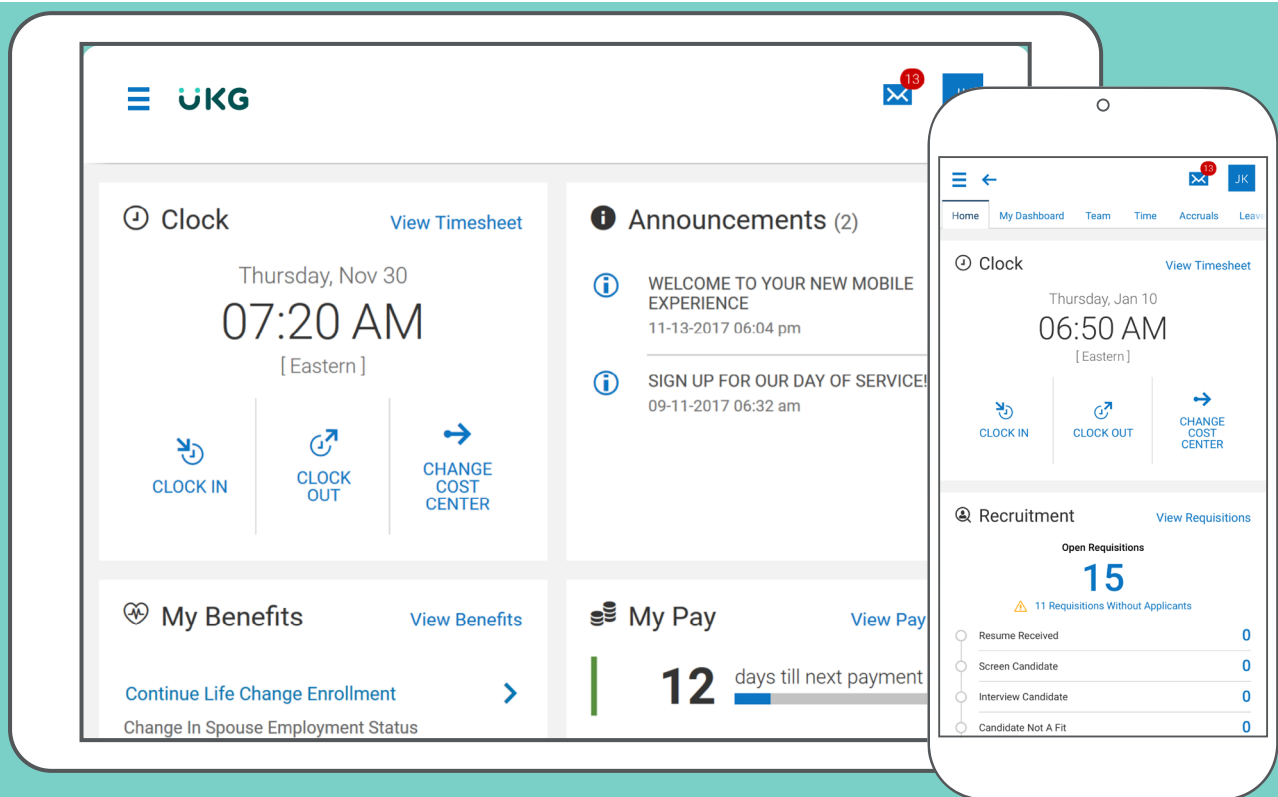 UKG
13
Clock
View Timesheet
Thursday, Nov 30
07:20 AM
[ Eastern ]
CLOCK IN
CLOCK
OUT
CHANGE
COST
CENTER
Announcements (2)
WELCOME TO YOUR NEW MOBILE
EXPERIENCE
11-13-2017 06:04 pm
SIGN UP FOR OUR DAY OF SERVICE!
09-11-2017 06:32 am
My Benefits
View Benefits
Continue Life Change Enrollment
Change In Spouse Employment Status
My Pay
View Pay
12
days till next payment
13
JK
Home
My Dashboard
Team
Time
Accruals
Leave
Clock
View Timesheet
Thursday, Jan 10
06:50 AM
[ Eastern ]
CLOCK IN
CLOCK OUT
CHANGE
COST
CENTER
Recruitment
View Requisitions
Open Requisitions
15
11 Requisitions Without Applicants
Resume Received 0
Screen Candidate 0
Interview Candidate 0
Candidate Not A Fit 0